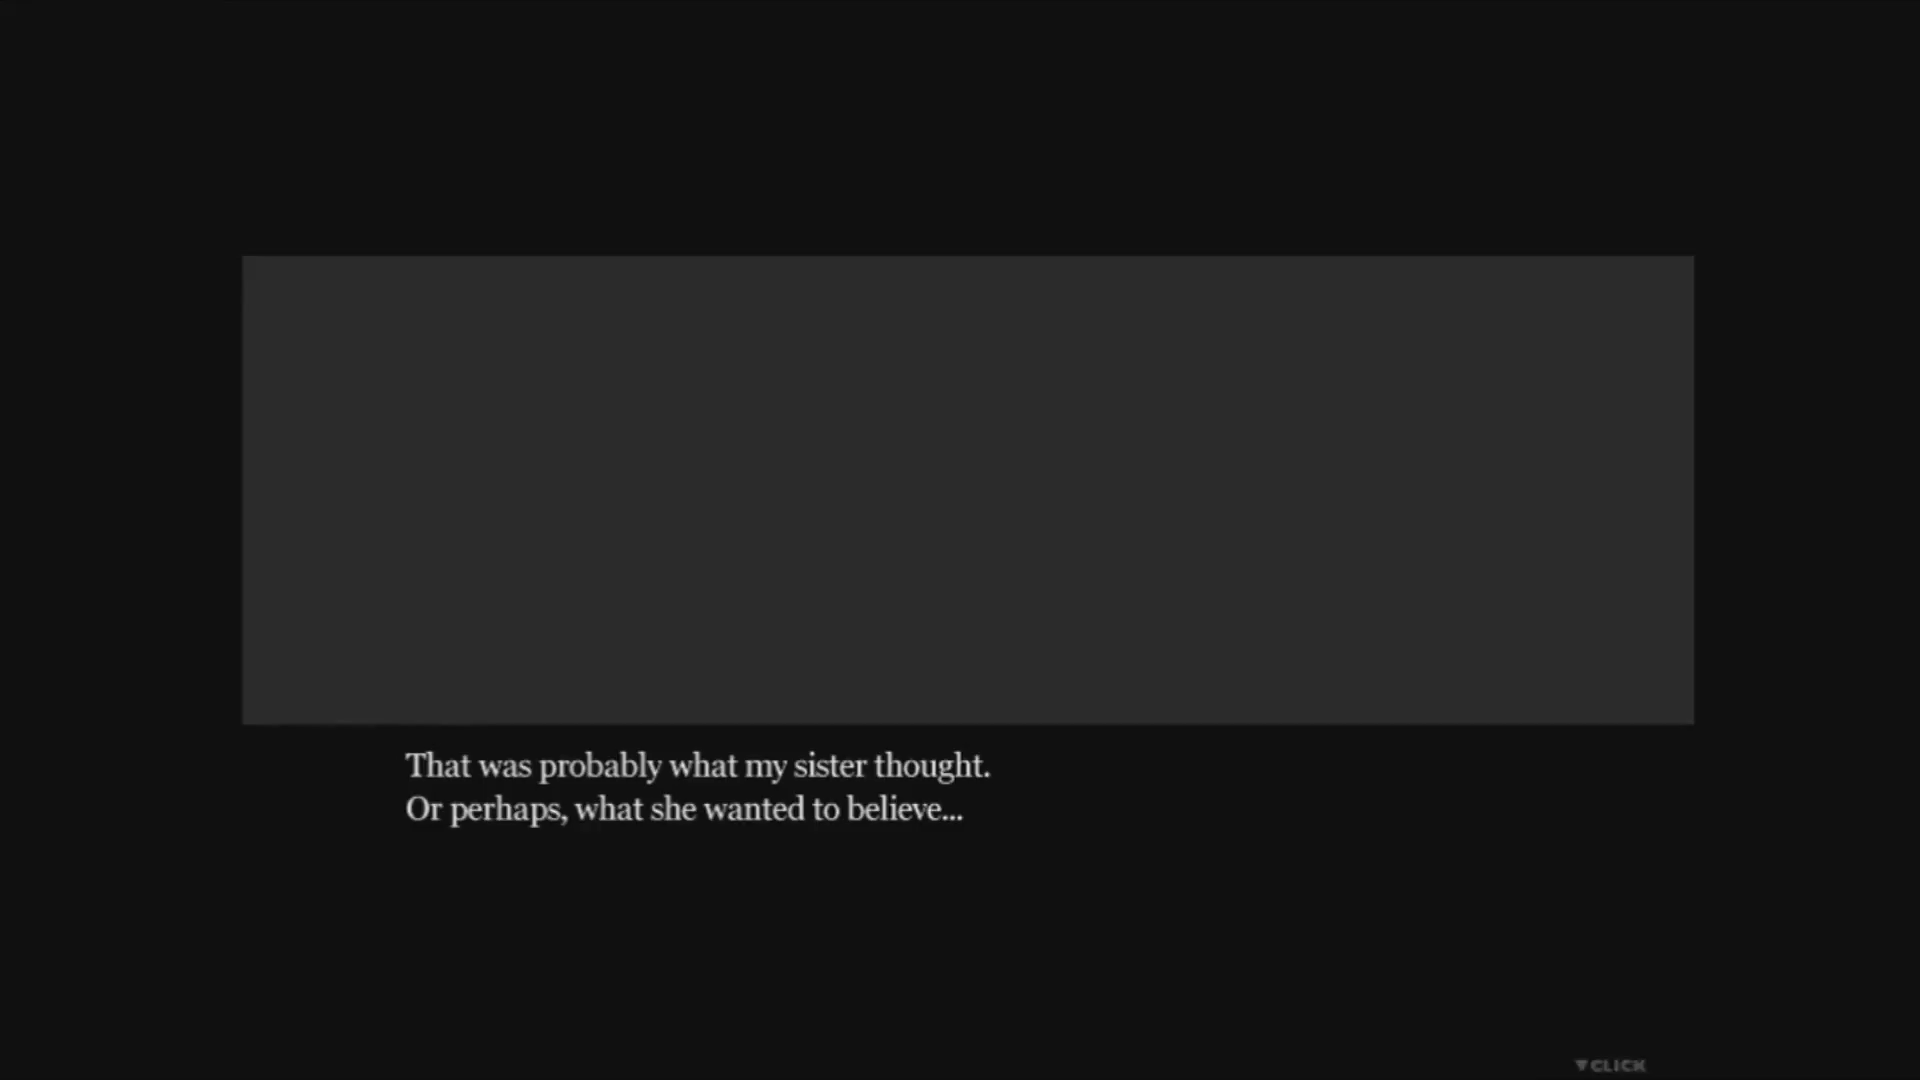 That was probably what my sister thought.
Or perhaps, what she wanted to believe...
▼CLICK